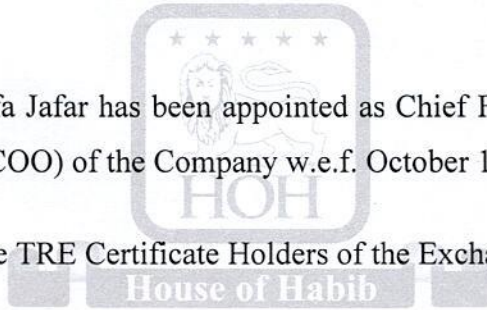 fa Jafar has been appointed as Chief F
COO) of the Company w.e.f. October 1
HOH
e TRE Certificate Holders of the Excha
House of Habib